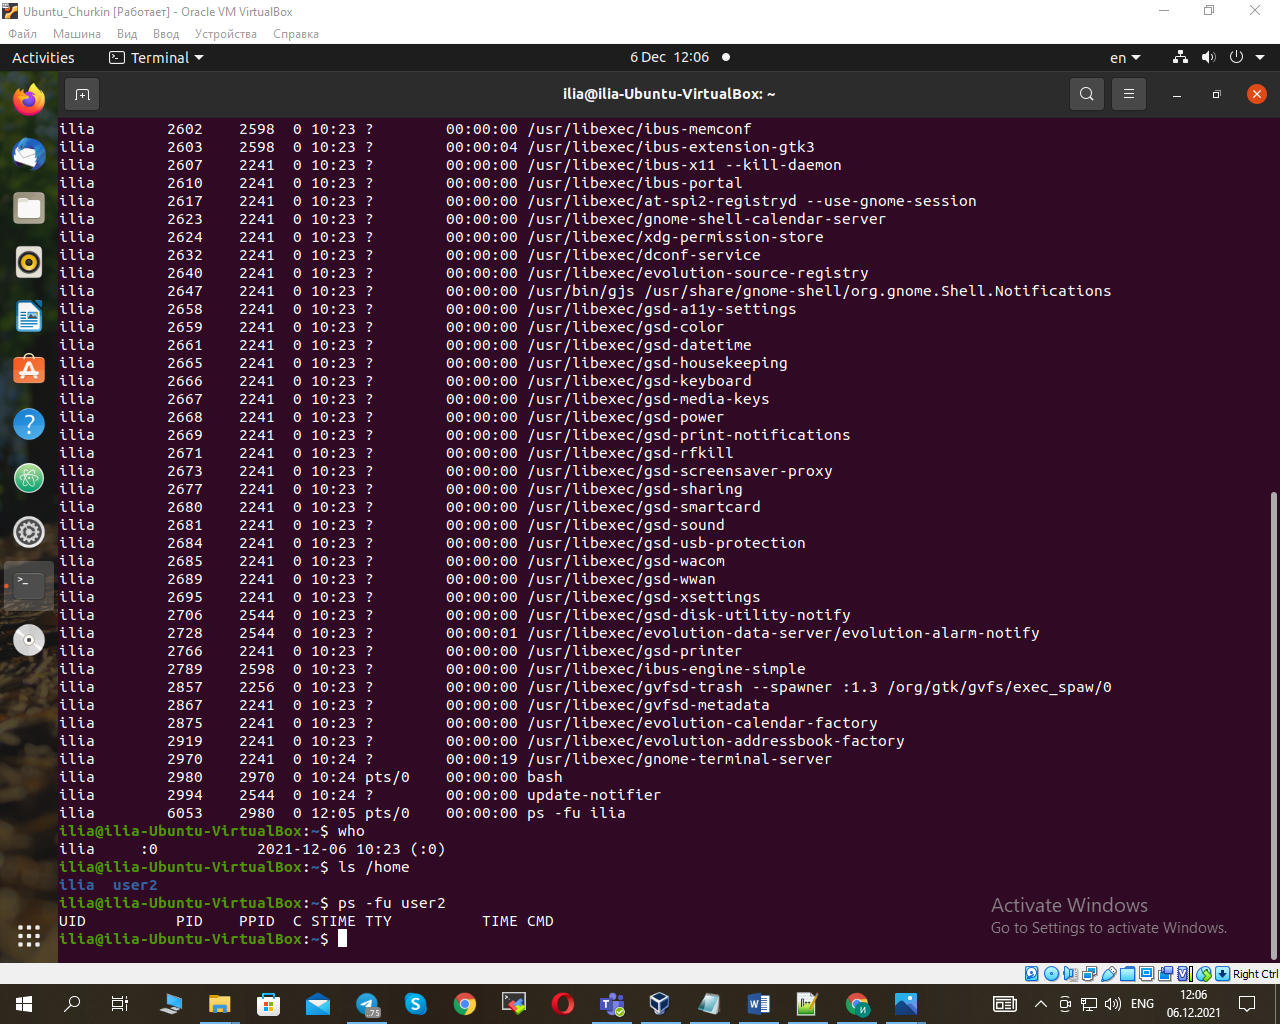 Ubuntu_Churkin [Работает] - Oracle VM VirtualBox
Файл Машина Вид Ввод Устройства Справка
Activities Terminal 6 Dec 12:06 en
ilia@ilia-Ubuntu-VirtualBox: ~
ilia 2602 2598 0 10:23 ? 00:00:00 /usr/libexec/ibus-memconf
ilia 2603 2598 0 10:23 ? 00:00:04 /usr/libexec/ibus-extension-gtk3
ilia 2607 2241 0 10:23 ? 00:00:00 /usr/libexec/ibus-x11 --kill-daemon
ilia 2610 2241 0 10:23 ? 00:00:00 /usr/libexec/ibus-portal
ilia 2617 2241 0 10:23 ? 00:00:00 /usr/libexec/at-spi2-registryd --use-gnome-session
ilia 2623 2241 0 10:23 ? 00:00:00 /usr/libexec/gnome-shell-calendar-server
ilia 2624 2241 0 10:23 ? 00:00:00 /usr/libexec/xdg-permission-store
ilia 2632 2241 0 10:23 ? 00:00:00 /usr/libexec/dconf-service
ilia 2640 2241 0 10:23 ? 00:00:00 /usr/libexec/evolution-source-registry
ilia 2647 2241 0 10:23 ? 00:00:00 /usr/bin/gjs /usr/share/gnome-shell/org.gnome.Shell.Notifications
ilia 2658 2241 0 10:23 ? 00:00:00 /usr/libexec/gsd-a11y-settings
ilia 2659 2241 0 10:23 ? 00:00:00 /usr/libexec/gsd-color
ilia 2661 2241 0 10:23 ? 00:00:00 /usr/libexec/gsd-datetime
ilia 2665 2241 0 10:23 ? 00:00:00 /usr/libexec/gsd-housekeeping
ilia 2666 2241 0 10:23 ? 00:00:00 /usr/libexec/gsd-keyboard
ilia 2667 2241 0 10:23 ? 00:00:00 /usr/libexec/gsd-media-keys
ilia 2668 2241 0 10:23 ? 00:00:00 /usr/libexec/gsd-power
ilia 2669 2241 0 10:23 ? 00:00:00 /usr/libexec/gsd-print-notifications
ilia 2671 2241 0 10:23 ? 00:00:00 /usr/libexec/gsd-rfkill
ilia 2673 2241 0 10:23 ? 00:00:00 /usr/libexec/gsd-screensaver-proxy
ilia 2677 2241 0 10:23 ? 00:00:00 /usr/libexec/gsd-sharing
ilia 2680 2241 0 10:23 ? 00:00:00 /usr/libexec/gsd-smartcard
ilia 2681 2241 0 10:23 ? 00:00:00 /usr/libexec/gsd-sound
ilia 2684 2241 0 10:23 ? 00:00:00 /usr/libexec/gsd-usb-protection
ilia 2685 2241 0 10:23 ? 00:00:00 /usr/libexec/gsd-wacom
ilia 2689 2241 0 10:23 ? 00:00:00 /usr/libexec/gsd-wwan
ilia 2695 2241 0 10:23 ? 00:00:00 /usr/libexec/gsd-xsettings
ilia 2706 2544 0 10:23 ? 00:00:00 /usr/libexec/gsd-disk-utility-notify
ilia 2728 2544 0 10:23 ? 00:00:01 /usr/libexec/evolution-data-server/evolution-alarm-notify
ilia 2766 2241 0 10:23 ? 00:00:00 /usr/libexec/gsd-printer
ilia 2789 2598 0 10:23 ? 00:00:00 /usr/libexec/ibus-engine-simple
ilia 2857 2256 0 10:23 ? 00:00:00 /usr/libexec/gvfsd-trash --spawner :1.3 /org/gtk/gvfs/exec_spaw/0
ilia 2867 2241 0 10:23 ? 00:00:00 /usr/libexec/gvfsd-metadata
ilia 2875 2241 0 10:23 ? 00:00:00 /usr/libexec/evolution-calendar-factory
ilia 2919 2241 0 10:23 ? 00:00:00 /usr/libexec/evolution-addressbook-factory
ilia 2970 2241 0 10:24 ? 00:00:19 /usr/libexec/gnome-terminal-server
ilia 2980 2970 0 10:24 pts/0 00:00:00 bash
ilia 2994 2544 0 10:24 ? 00:00:00 update-notifier
ilia 6053 2980 0 12:05 pts/0 00:00:00 ps -fu ilia
ilia@ilia-Ubuntu-VirtualBox:~$ who
ilia :0 2021-12-06 10:23 (:0)
ilia@ilia-Ubuntu-VirtualBox:~$ ls /home
ilia user2
ilia@ilia-Ubuntu-VirtualBox:~$ ps -fu user2
UID PID PPID C STIME TTY TIME CMD
ilia@ilia-Ubuntu-VirtualBox:~$
Activate Windows
Go to Settings to activate Windows.
Right Ctrl
.75
ENG
12:06
06.12.2021